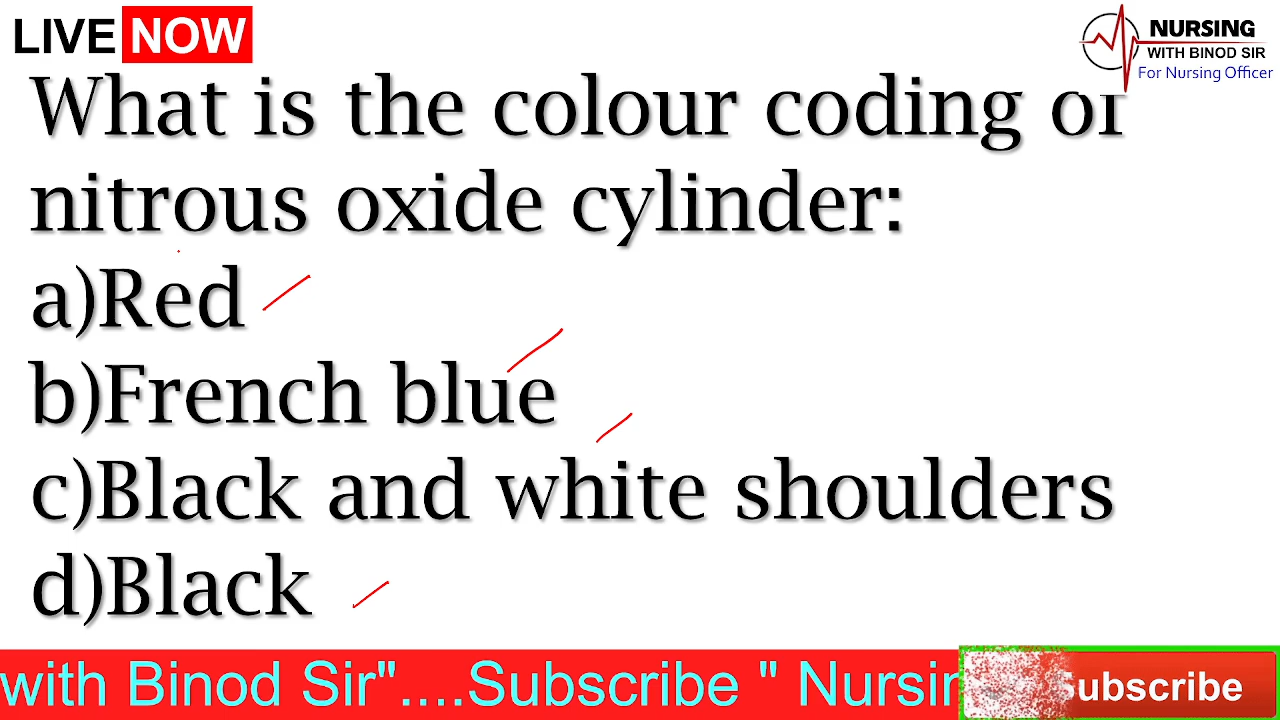 LIVE NOW
NURSING
WITH BINOD SIR
For Nursing Officer
What is the colour coding of
nitrous oxide cylinder:
a)Red
b)French blue
c)Black and white shoulders
d)Black
with Binod Sir"....Subscribe " Nursin
ubscribe